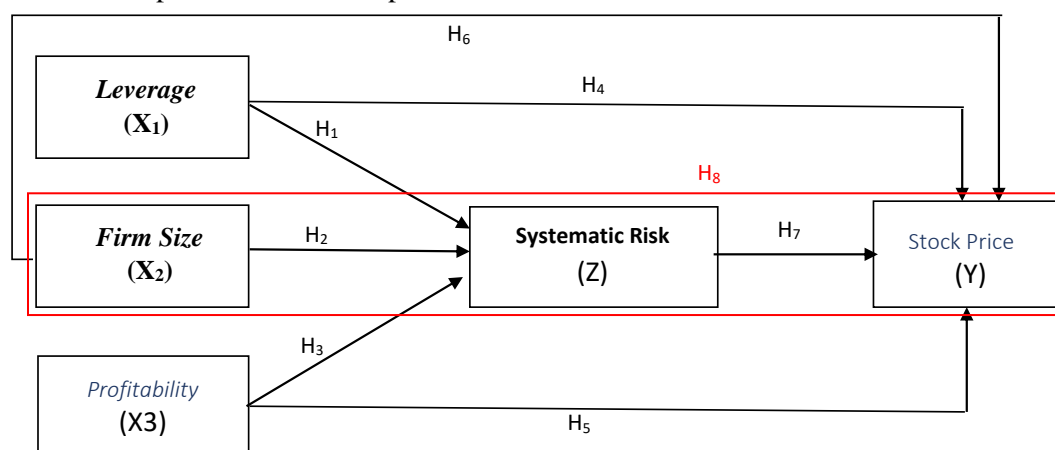 H₆
Leverage
(X₁)
H₄
H₁
H₈
Firm Size
(X₂)
H₂
Systematic Risk
(Z)
H₇
Stock Price
(Y)
H₃
Profitability
(X3)
H₅